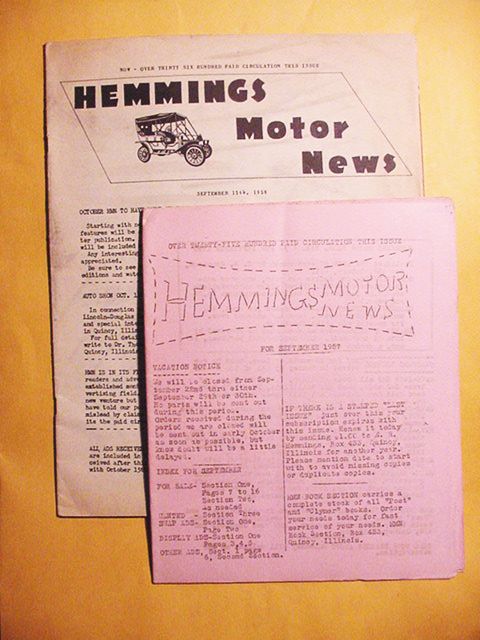 NOW - OVER THIRTY SIX HUNDRED PAID CIRCULATION THIS ISSUE
HEMMINGS
Motor
News
SEPTEMBER 15th, 1958
OCTOBER HMN TO HAVE
Starting with
features will be
ter publication.
will be included
Any interesting
appreciated.
Be sure to see
editions and
AUTO SHOW OCT.
In connection
Lincoln-Douglas
and special
in Quincy,
For full
write to Dr.
Quincy, Illinois
HMN IS IN ITS
readers and
established
vertising field.
new venture but
have told our
mislead by
the paid
ALL ADS RECEIVED
are included in
ceived after
with October
OVER TWENTY-FIVE HUNDRED PAID CIRCULATION THIS ISSUE
HEMMINGS MOTOR
NEWS
FOR SEPTEMBER 1957
VACATION NOTICE
We will be closed from Sep-
tember 22nd thru either
September 29th or 30th.
No parts will be sent out
during this period.
Orders received during the
period we are closed will
be sent out in early October
as soon as possible, but
know doubt will be a little
delayed.
INDEX FOR SEPTEMBER
FOR SALE- Section One,
Pages 7 to 16
Section Two,
as needed
WANTED - Section Three
SWAP ADS- Section One,
Page Two
DISPLAY ADS-Section One
Pages 3,4,5
OTHER ADS, Sect. 1 page
6, Second Section.
IF THERE IS A STAMPED "LAST
ISSUE" just over this your
subscription expires with
this issue. Renew it today
by sending $1.00 to
Hemmings, Box 453, Quincy,
Illinois for another year.
Please mention date to start
with to avoid missing copies
or duplicate copies.
HMN BOOK SECTION carries a
complete stock of all "Post"
and "Clymer" books. Order
your needs today for fast
service of your needs. HMN
Book Section, Box 453,
Quincy, Illinois.